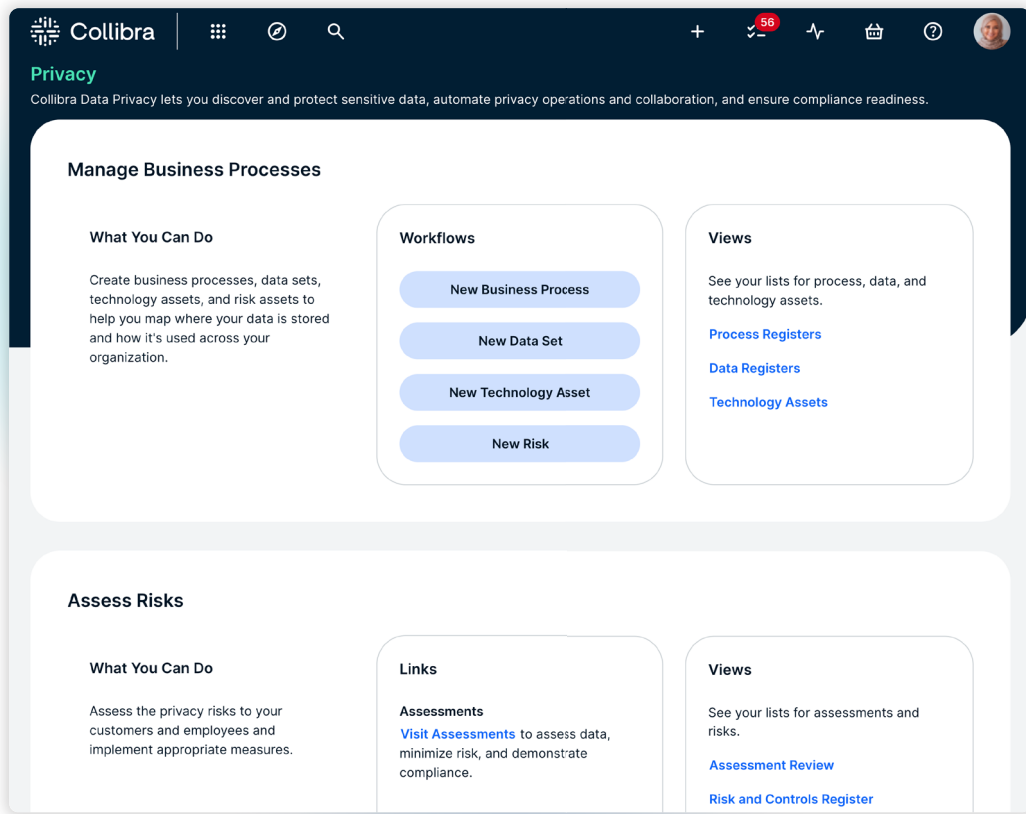 Collibra
56
Privacy
Collibra Data Privacy lets you discover and protect sensitive data, automate privacy operations and collaboration, and ensure compliance readiness.
Manage Business Processes
What You Can Do
Create business processes, data sets,
technology assets, and risk assets to
help you map where your data is stored
and how it's used across your
organization.
Workflows
New Business Process
New Data Set
New Technology Asset
New Risk
Views
See your lists for process, data, and
technology assets.
Process Registers
Data Registers
Technology Assets
Assess Risks
What You Can Do
Assess the privacy risks to your
customers and employees and
implement appropriate measures.
Links
Assessments
Visit Assessments to assess data,
minimize risk, and demonstrate
compliance.
Views
See your lists for assessments and
risks.
Assessment Review
Risk and Controls Register